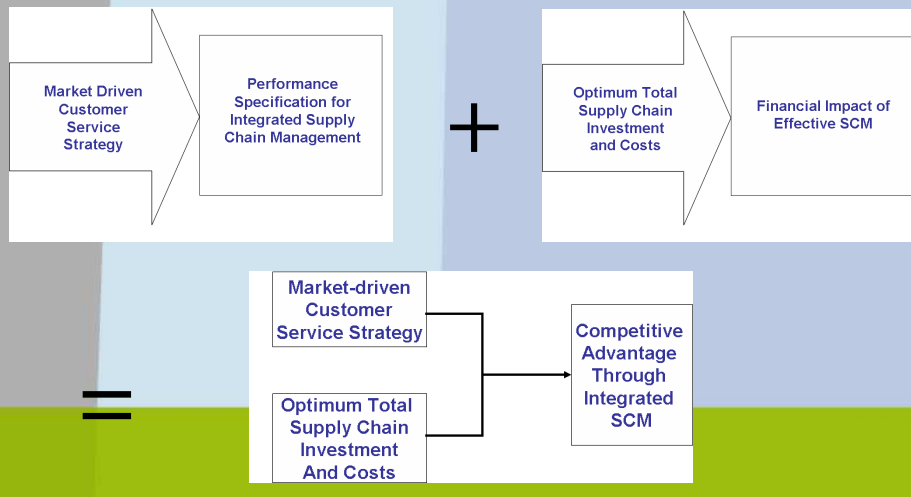 Market Driven
Customer
Service
Strategy
Performance
Specification for
Integrated Supply
Chain Management
+
Optimum Total
Supply Chain
Investment
and Costs
Financial Impact of
Effective SCM
=
Market-driven
Customer
Service Strategy
Optimum Total
Supply Chain
Investment
And Costs
Competitive
Advantage
Through
Integrated
SCM